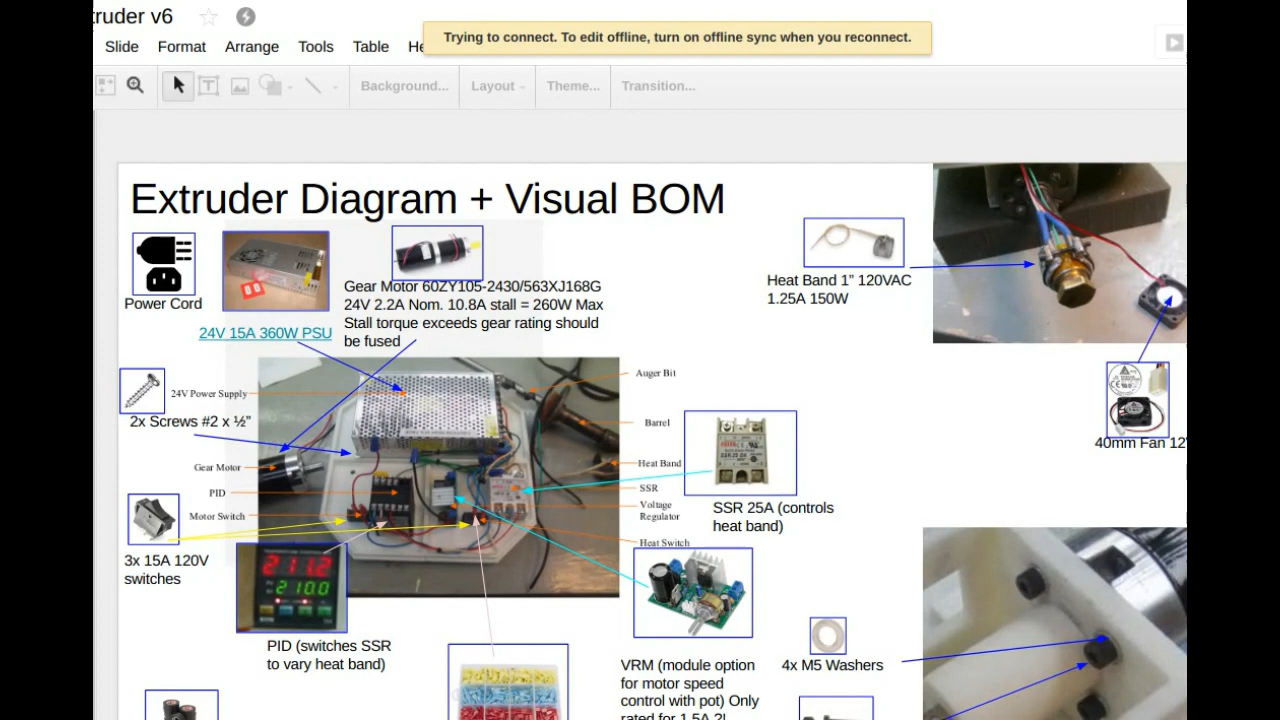 truder v6
Trying to connect. To edit offline, turn on offline sync when you reconnect.
Slide Format Arrange Tools Table
Background... Layout Theme... Transition...
Extruder Diagram + Visual BOM
Power Cord
24V 15A 360W PSU
Gear Motor 60ZY105-2430/563XJ168G
24V 2.2A Nom. 10.8A stall = 260W Max
Stall torque exceeds gear rating should
be fused
Heat Band 1” 120VAC
1.25A 150W
40mm Fan 12
2x Screws #2 x ½”
24V Power Supply
Gear Motor
PID
Motor Switch
Auger Bit
Barrel
Heat Band
SSR
Voltage
Regulator
Heat Switch
SSR 25A (controls
heat band)
3x 15A 120V
switches
211.2
210.0
PID (switches SSR
to vary heat band)
VRM (module option
for motor speed
control with pot) Only
rated for 1.5A 2!
4x M5 Washers